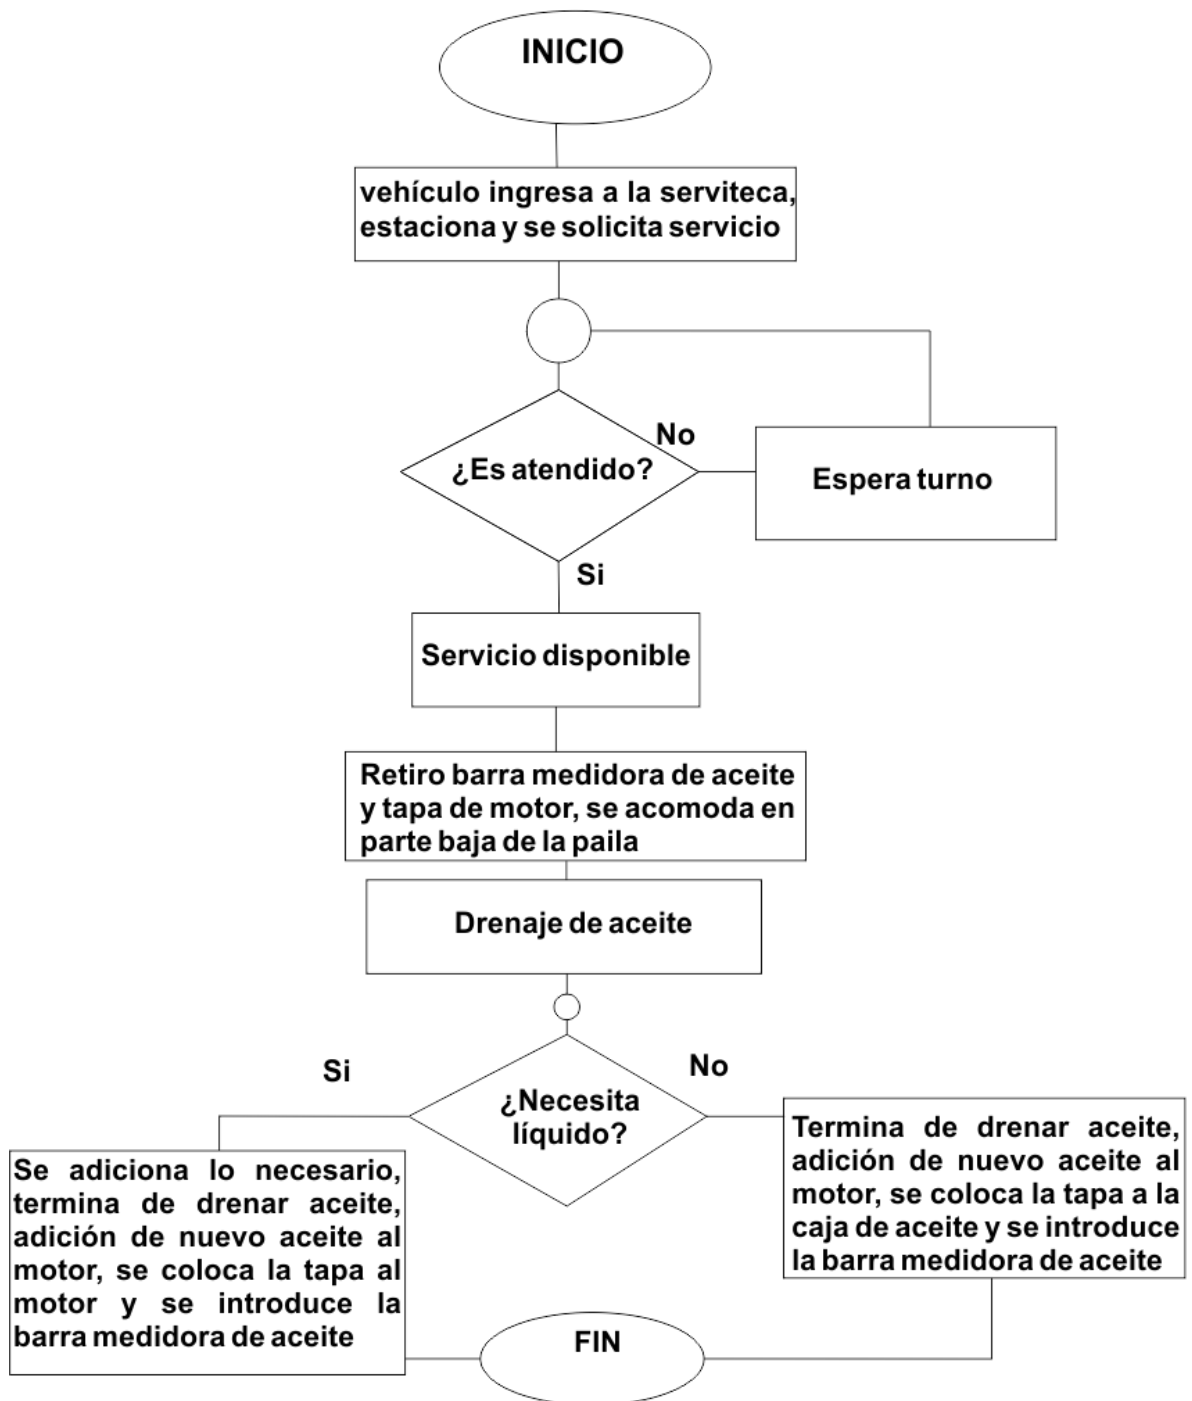 INICIO
vehículo ingresa a la serviteca,
estaciona y se solicita servicio
No
¿Es atendido?
Espera turno
Si
Servicio disponible
Retiro barra medidora de aceite
y tapa de motor, se acomoda en
parte baja de la paila
Drenaje de aceite
Si
No
¿Necesita
líquido?
Se adiciona lo necesario,
termina de drenar aceite,
adición de nuevo aceite al
motor, se coloca la tapa al
motor y se introduce la
barra medidora de aceite
Termina de drenar aceite,
adición de nuevo aceite al
motor, se coloca la tapa a la
caja de aceite y se introduce
la barra medidora de aceite
FIN